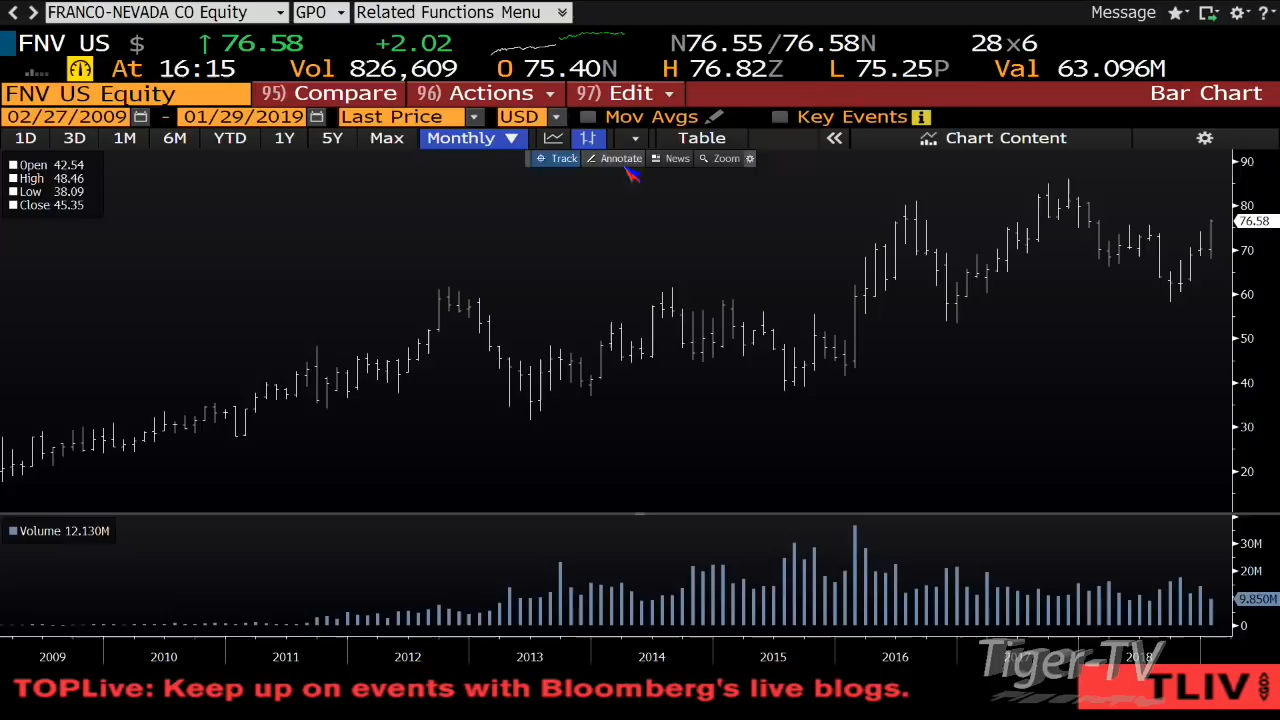 FRANCO-NEVADA CO Equity GPO Related Functions Menu Message ?
FNV US $ ↑ 76.58 +2.02 N76.55 /76.58N 28x6
At 16:15 Vol 826,609 O 75.40N H 76.82Z L 75.25P Val 63.096M
FNV US Equity 95) Compare 96) Actions 97) Edit Bar Chart
02/27/2009 - 01/29/2019 Last Price USD Mov Avgs Key Events i
1D 3D 1M 6M YTD 1Y 5Y Max Monthly ▼ Table « Chart Content
Track Annotate News Zoom
Open 42.54
High 48.46
Low 38.09
Close 45.35
90
80
76.58
70
60
50
40
30
20
Volume 12.130M
30M
20M
9.850M
0
2009 2010 2011 2012 2013 2014 2015 2016 2017 2018
Tiger-TV
TOPLive: Keep up on events with Bloomberg's live blogs. TLIV